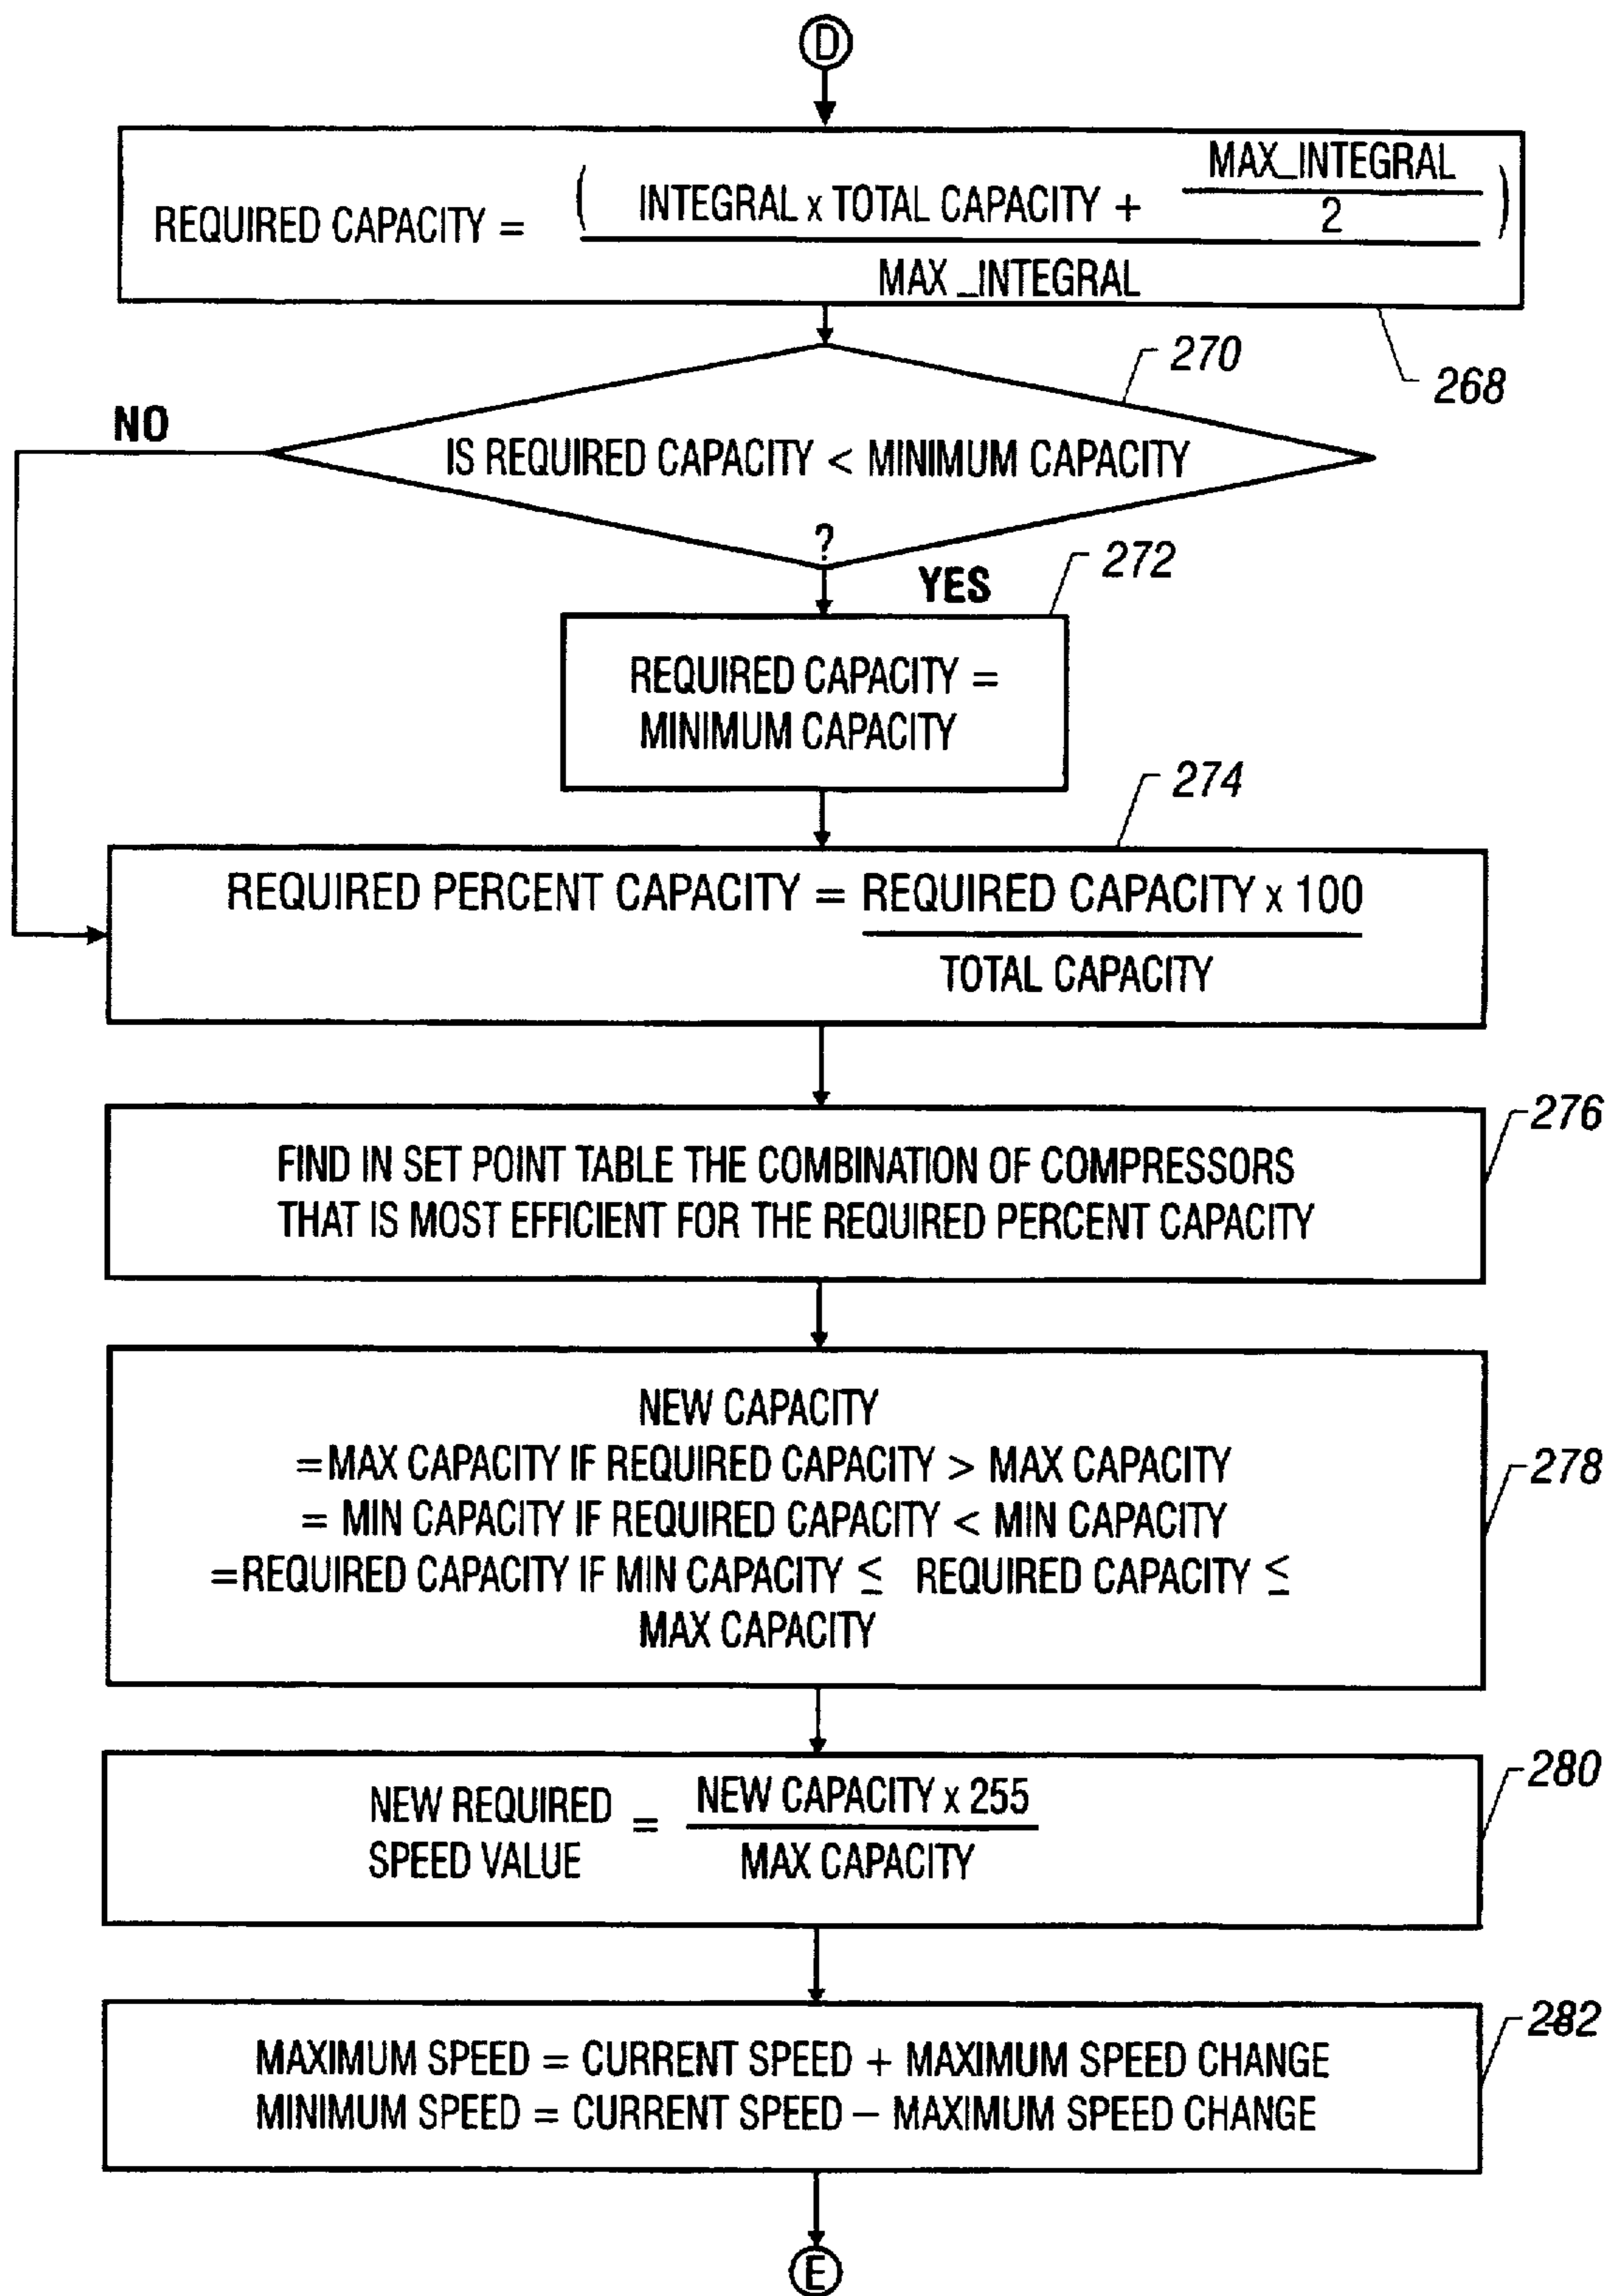 D
MAX_INTEGRAL
REQUIRED CAPACITY = ( INTEGRAL x TOTAL CAPACITY + 2 )
MAX_INTEGRAL
268
270
NO
IS REQUIRED CAPACITY < MINIMUM CAPACITY
?
YES
272
REQUIRED CAPACITY =
MINIMUM CAPACITY
274
REQUIRED PERCENT CAPACITY = REQUIRED CAPACITY x 100
TOTAL CAPACITY
276
FIND IN SET POINT TABLE THE COMBINATION OF COMPRESSORS
THAT IS MOST EFFICIENT FOR THE REQUIRED PERCENT CAPACITY
NEW CAPACITY
=MAX CAPACITY IF REQUIRED CAPACITY > MAX CAPACITY
= MIN CAPACITY IF REQUIRED CAPACITY < MIN CAPACITY
=REQUIRED CAPACITY IF MIN CAPACITY ≤ REQUIRED CAPACITY ≤
MAX CAPACITY
278
NEW REQUIRED
SPEED VALUE
=
NEW CAPACITY x 255
MAX CAPACITY
280
282
MAXIMUM SPEED = CURRENT SPEED + MAXIMUM SPEED CHANGE
MINIMUM SPEED = CURRENT SPEED – MAXIMUM SPEED CHANGE
E